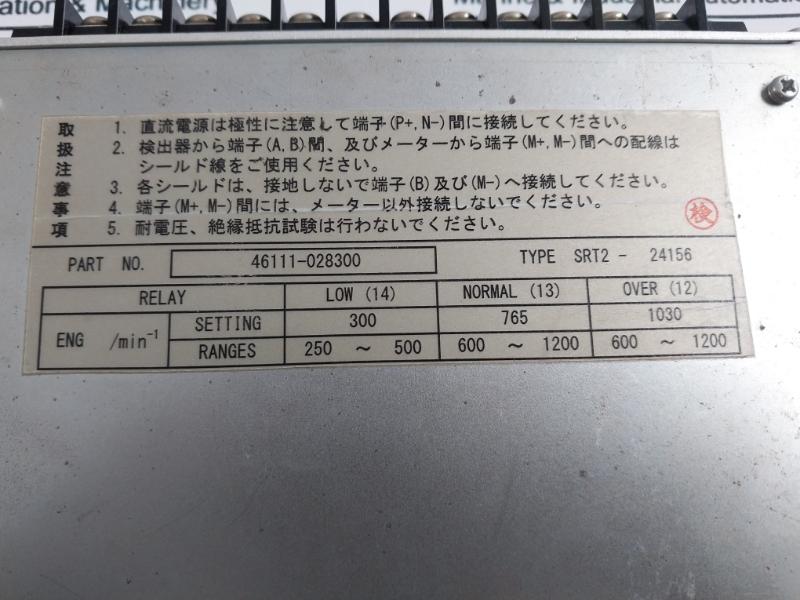 ation & Machinery
取扱注意事項
1. 直流電源は極性に注意して端子(P+,N-)間に接続してください。
2. 検出器から端子(A,B)間、及びメーターから端子(M+,M-)間への配線は
シールド線をご使用ください。
3. 各シールドは、接地しないで端子(B)及び(M-)へ接続してください。
4. 端子(M+,M-)間には、メーター以外接続しないでください。
5. 耐電圧、絶縁抵抗試験は行わないでください。
検
PART NO. 46111-028300 TYPE SRT2 - 24156
RELAY LOW (14) NORMAL (13) OVER (12)
ENG /min⁻¹ SETTING 300 765 1030
RANGES 250 ~ 500 600 ~ 1200 600 ~ 1200